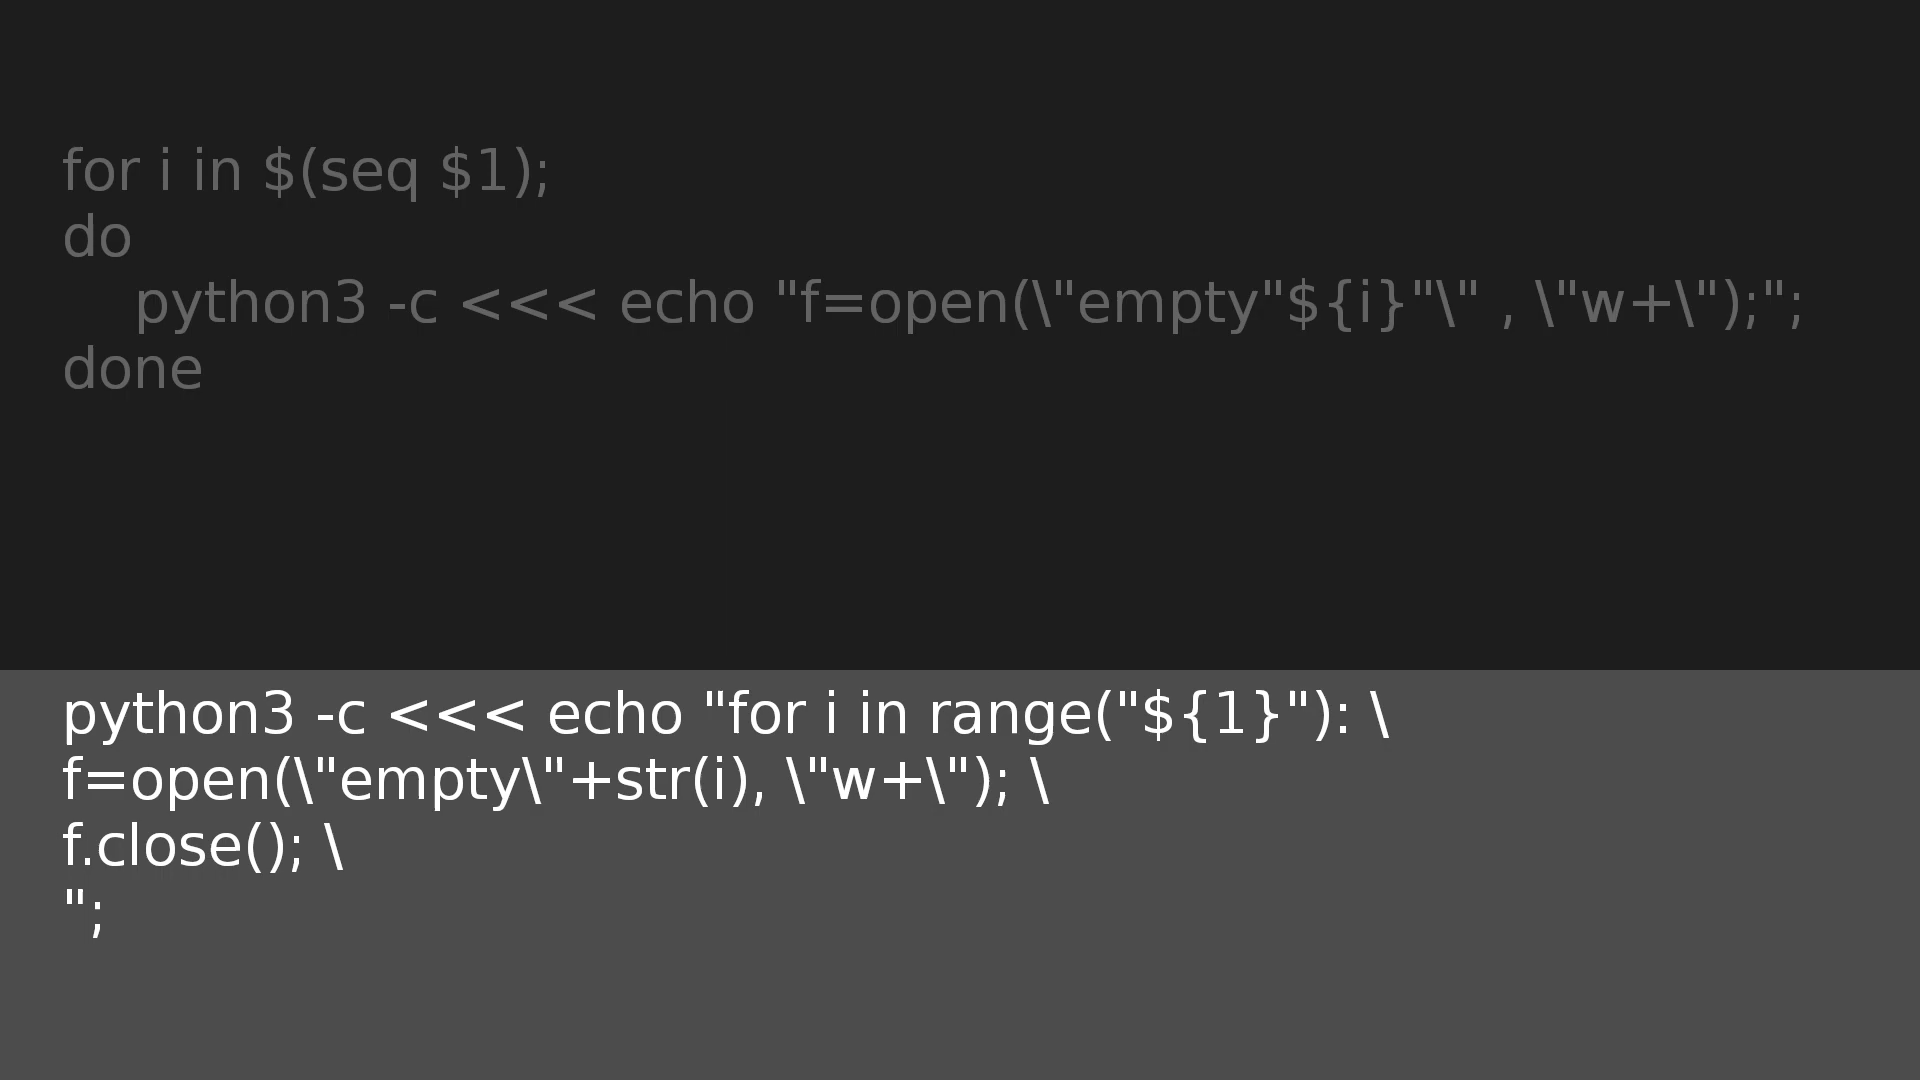 for i in $(seq $1);
do
    python3 -c <<< echo "f=open(\"empty"${i}"\" , \"w+\");";
done
python3 -c <<< echo "for i in range("${1}"): \
f=open(\"empty\"+str(i), \"w+\"); \
f.close(); \
";